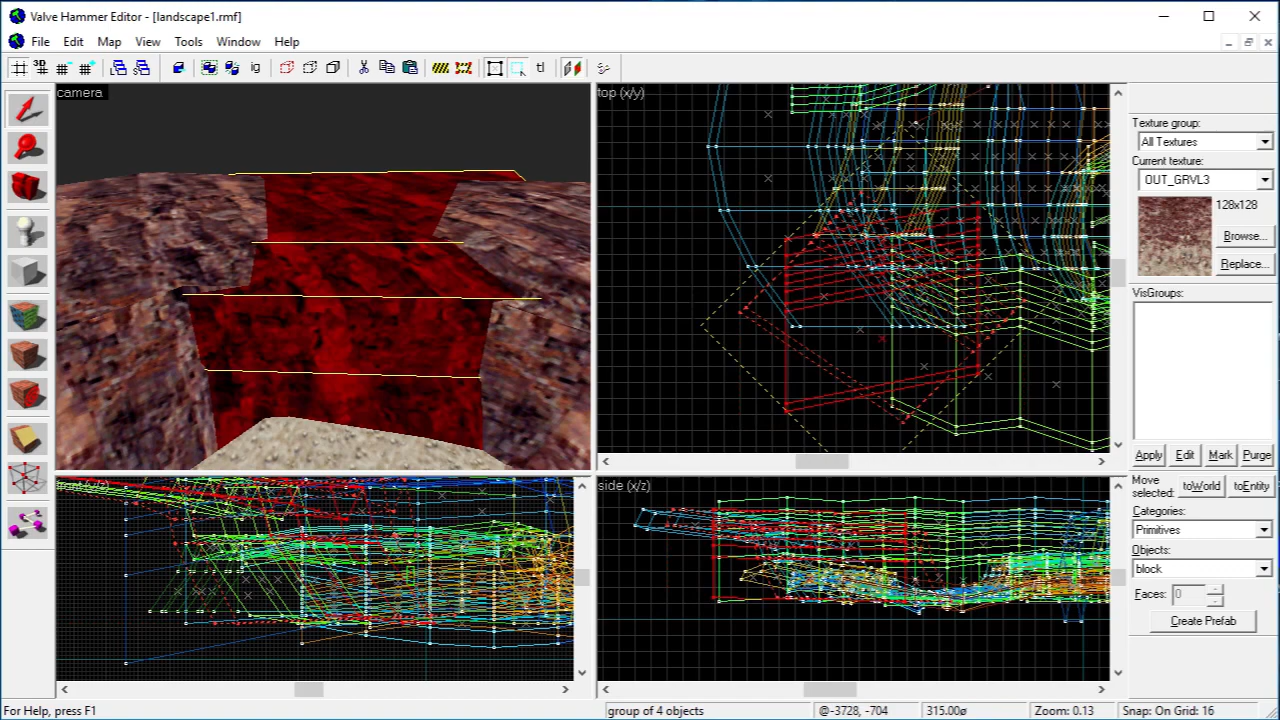 Valve Hammer Editor - [landscape1.rmf]
File Edit Map View Tools Window Help
3D
ig
tl
camera
top (x/y)
side (x/z)
Texture group:
All Textures
Current texture:
OUT_GRVL3
128x128
Browse...
Replace...
VisGroups:
Apply Edit Mark Purge
Move selected: toWorld toEntity
Categories:
Primitives
Objects:
block
Faces: 0
Create Prefab
For Help, press F1
group of 4 objects
@-3728, -704
315.00ø
Zoom: 0.13
Snap: On Grid: 16